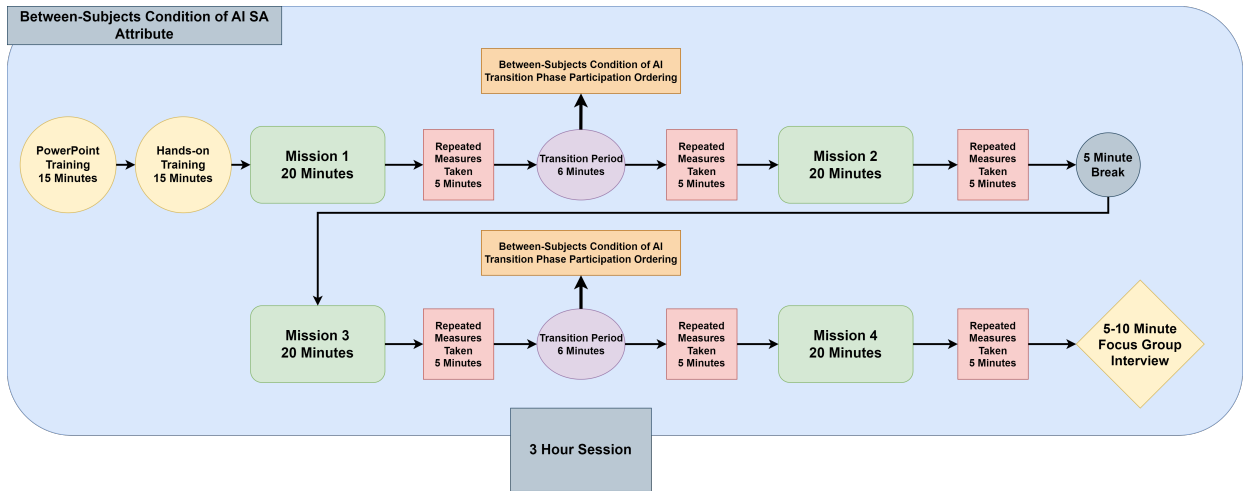 Between-Subjects Condition of AI SA
Attribute
Between-Subjects Condition of AI
Transition Phase Participation Ordering
PowerPoint
Training
15 Minutes
Hands-on
Training
15 Minutes
Mission 1
20 Minutes
Repeated
Measures
Taken
5 Minutes
Transition Period
6 Minutes
Repeated
Measures
Taken
5 Minutes
Mission 2
20 Minutes
Repeated
Measures
Taken
5 Minutes
5 Minute
Break
Between-Subjects Condition of AI
Transition Phase Participation Ordering
Mission 3
20 Minutes
Repeated
Measures
Taken
5 Minutes
Transition Period
6 Minutes
Repeated
Measures
Taken
5 Minutes
Mission 4
20 Minutes
Repeated
Measures
Taken
5 Minutes
5-10 Minute
Focus Group
Interview
3 Hour Session